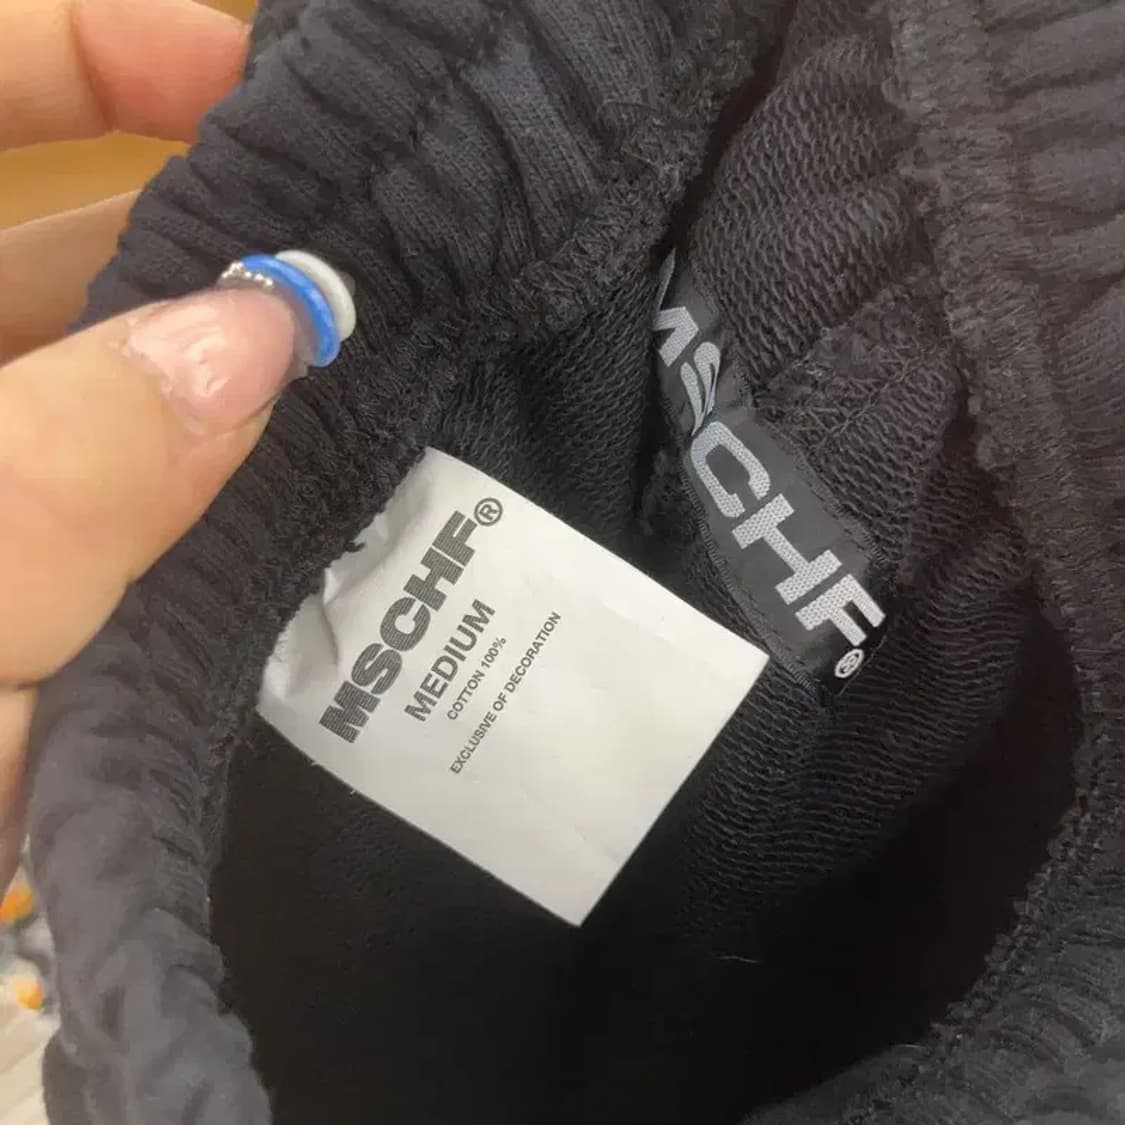 MSCHF®
MEDIUM
COTTON 100%
EXCLUSIVE OF DECORATION
MSCHF®